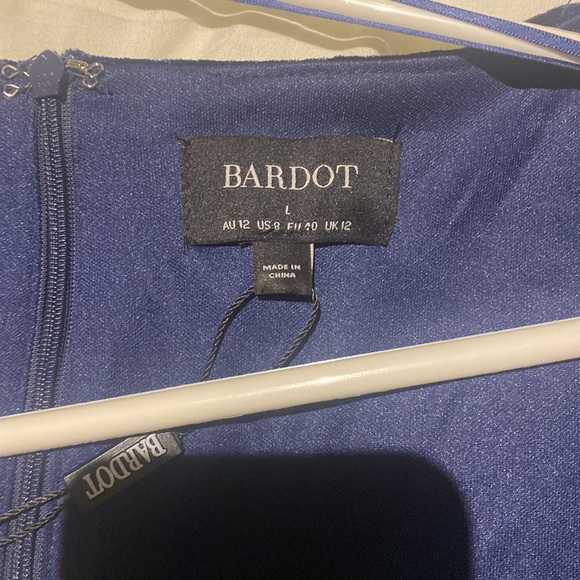 BARDOT
L
AU 12 US 8 EU 40 UK 12
MADE IN
CHINA
BARDOT